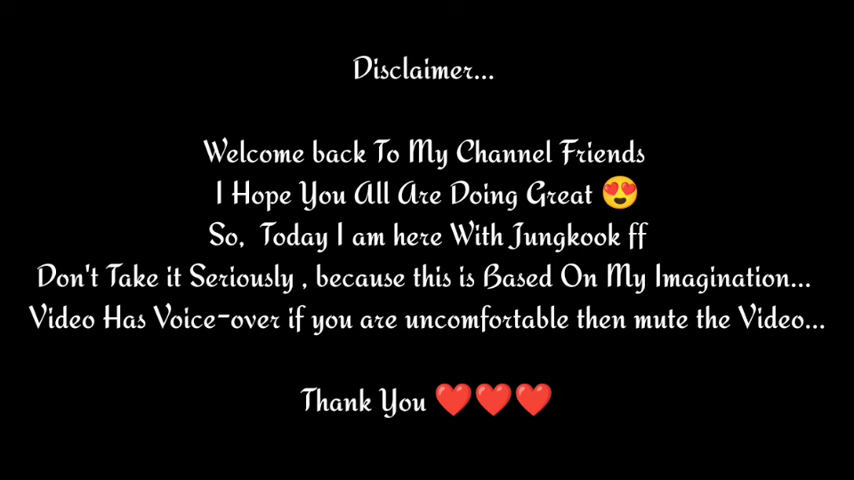 Disclaimer...
Welcome back To My Channel Friends
I Hope You All Are Doing Great 😍
So, Today I am here With Jungkook ff
Don't Take it Seriously , because this is Based On My Imagination...
Video Has Voice-over if you are uncomfortable then mute the Video...
Thank You ❤️❤️❤️